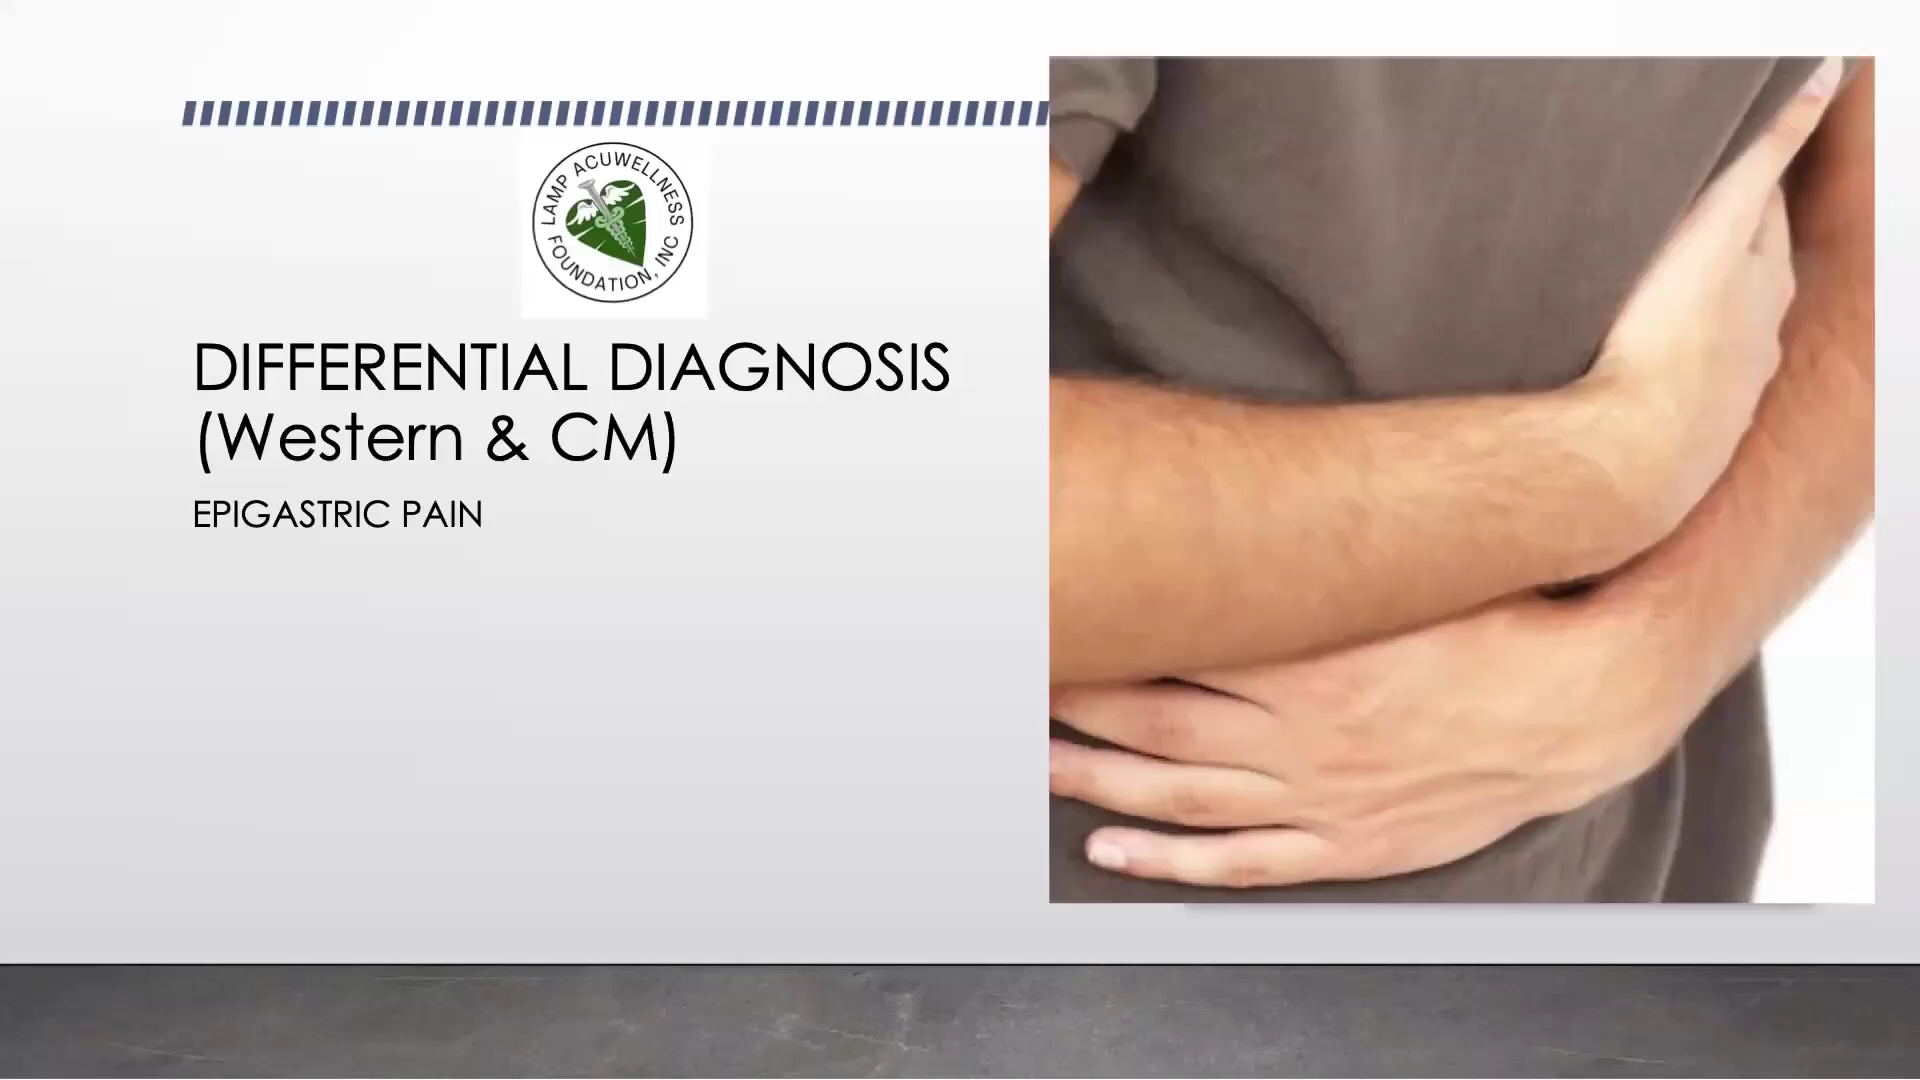 LAMP ACUWELLNESS
FOUNDATION, INC
DIFFERENTIAL DIAGNOSIS
(Western & CM)
EPIGASTRIC PAIN